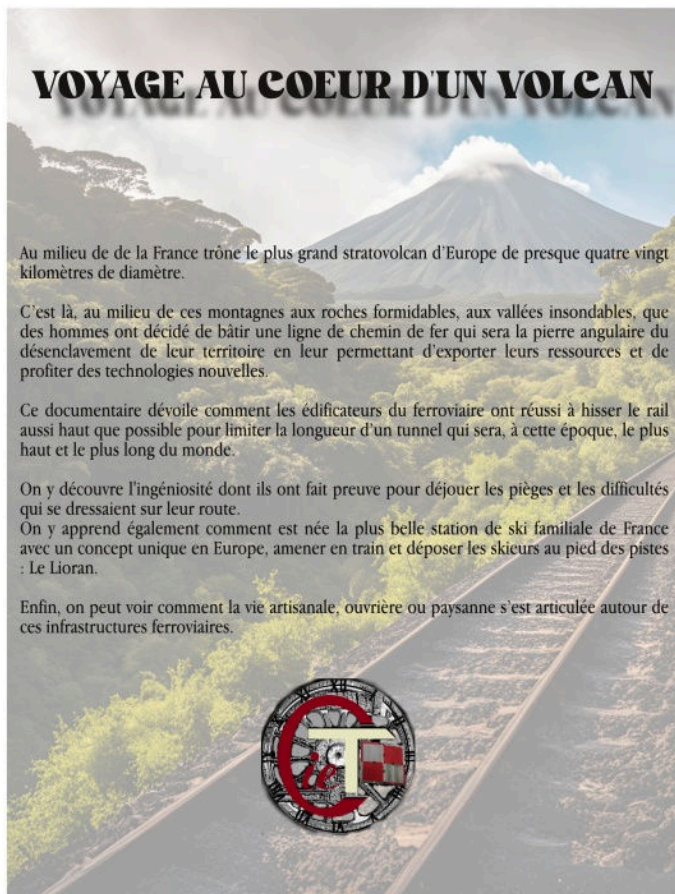 VOYAGE AU COEUR D'UN VOLCAN
Au milieu de de la France trône le plus grand stratovolcan d'Europe de presque quatre vingt
kilomètres de diamètre.
C'est là, au milieu de ces montagnes aux roches formidables, aux vallées insondables, que
des hommes ont décidé de bâtir une ligne de chemin de fer qui sera la pierre angulaire du
désenclavement de leur territoire en leur permettant d'exporter leurs ressources et de
profiter des technologies nouvelles.
Ce documentaire dévoile comment les édificateurs du ferroviaire ont réussi à hisser le rail
aussi haut que possible pour limiter la longueur d'un tunnel qui sera, à cette époque, le plus
haut et le plus long du monde.
On y découvre l'ingéniosité dont ils ont fait preuve pour déjouer les pièges et les difficultés
qui se dressaient sur leur route.
On y apprend également comment est née la plus belle station de ski familiale de France
avec un concept unique en Europe, amener en train et déposer les skieurs au pied des pistes
: Le Lioran.
Enfin, on peut voir comment la vie artisanale, ouvrière ou paysanne s'est articulée autour de
ces infrastructures ferroviaires.
CieT